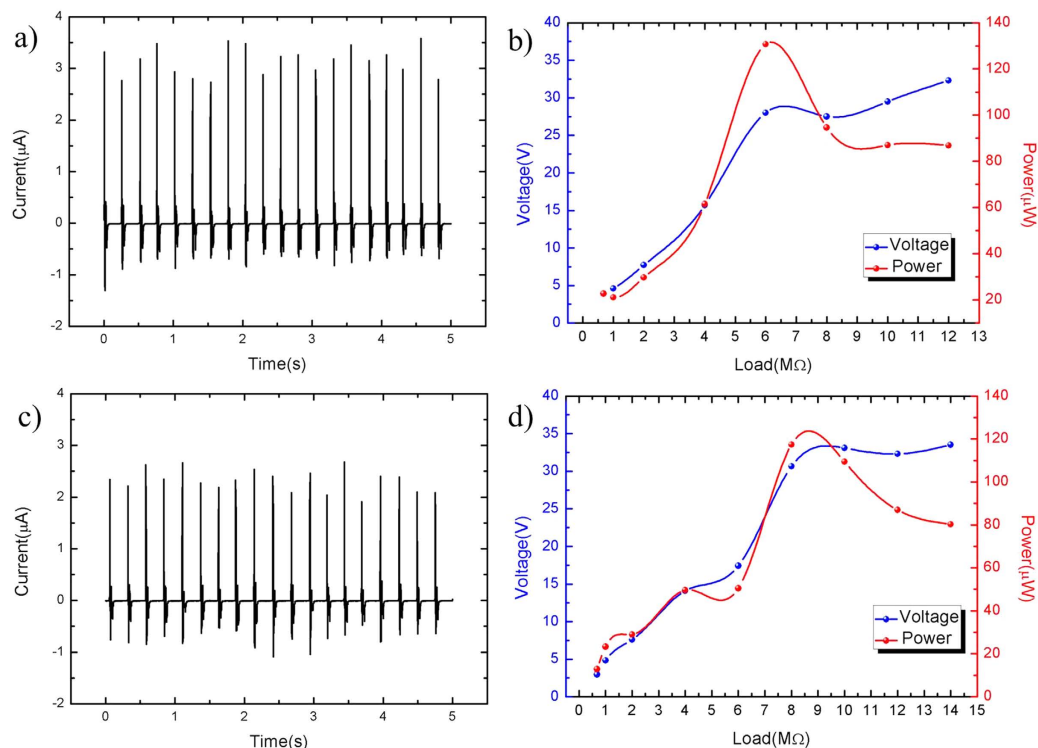 a)
4
3
2
1
0
-1
-2
Current(μA)
0 1 2 3 4 5
Time(s)
b)
40
35
30
25
20
15
10
5
0
Voltage(V)
140
120
100
80
60
40
20
Power(μW)
Voltage
Power
0 1 2 3 4 5 6 7 8 9 10 11 12 13
Load(MΩ)
c)
4
3
2
1
0
-1
-2
Current(μA)
0 1 2 3 4 5
Time(s)
d)
40
35
30
25
20
15
10
5
0
Voltage(V)
140
120
100
80
60
40
20
0
Power(μW)
Voltage
Power
0 1 2 3 4 5 6 7 8 9 10 11 12 13 14 15
Load(MΩ)